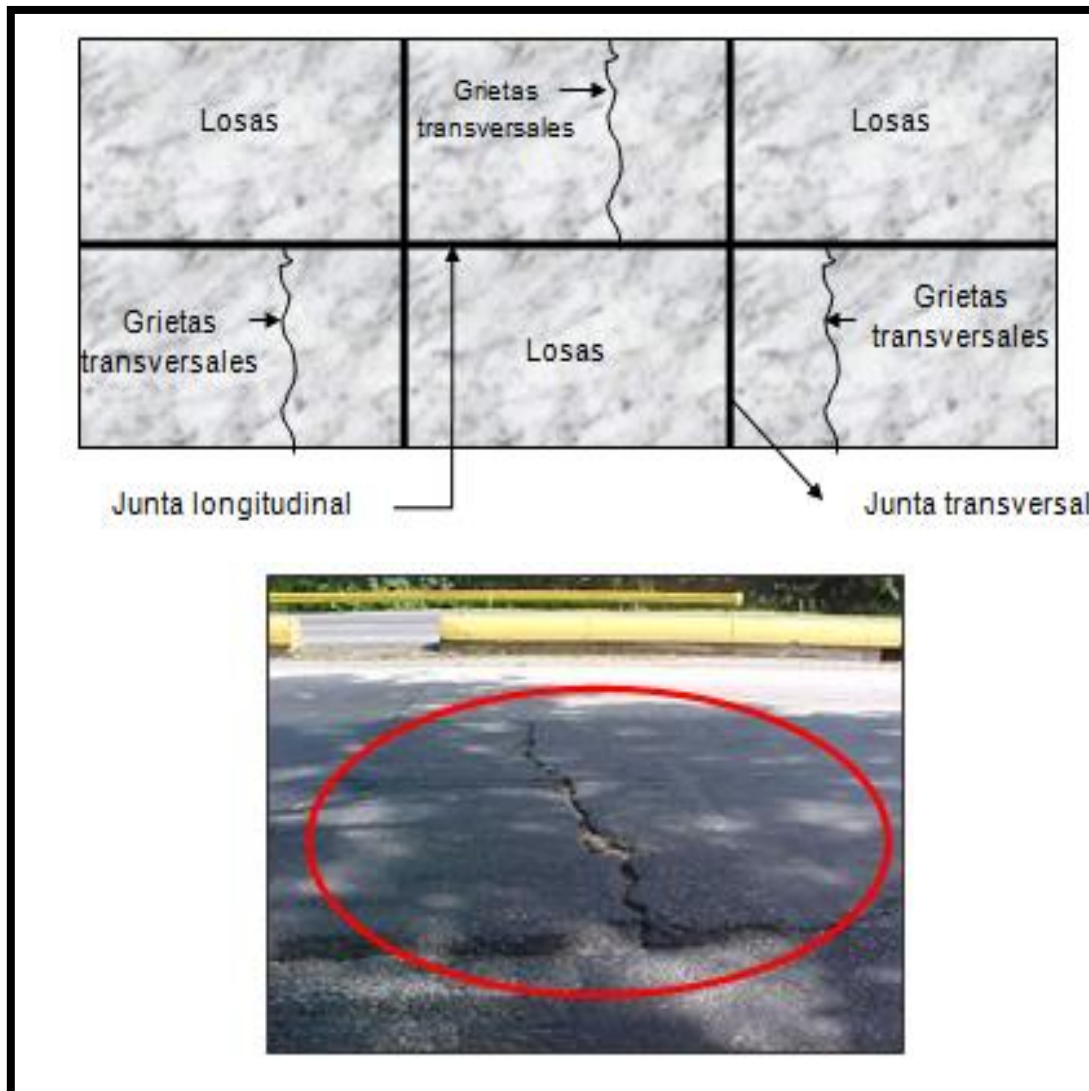 Losas
Grietas
transversales
Losas
Grietas
transversales
Losas
Grietas
transversales
Junta longitudinal
Junta transversal